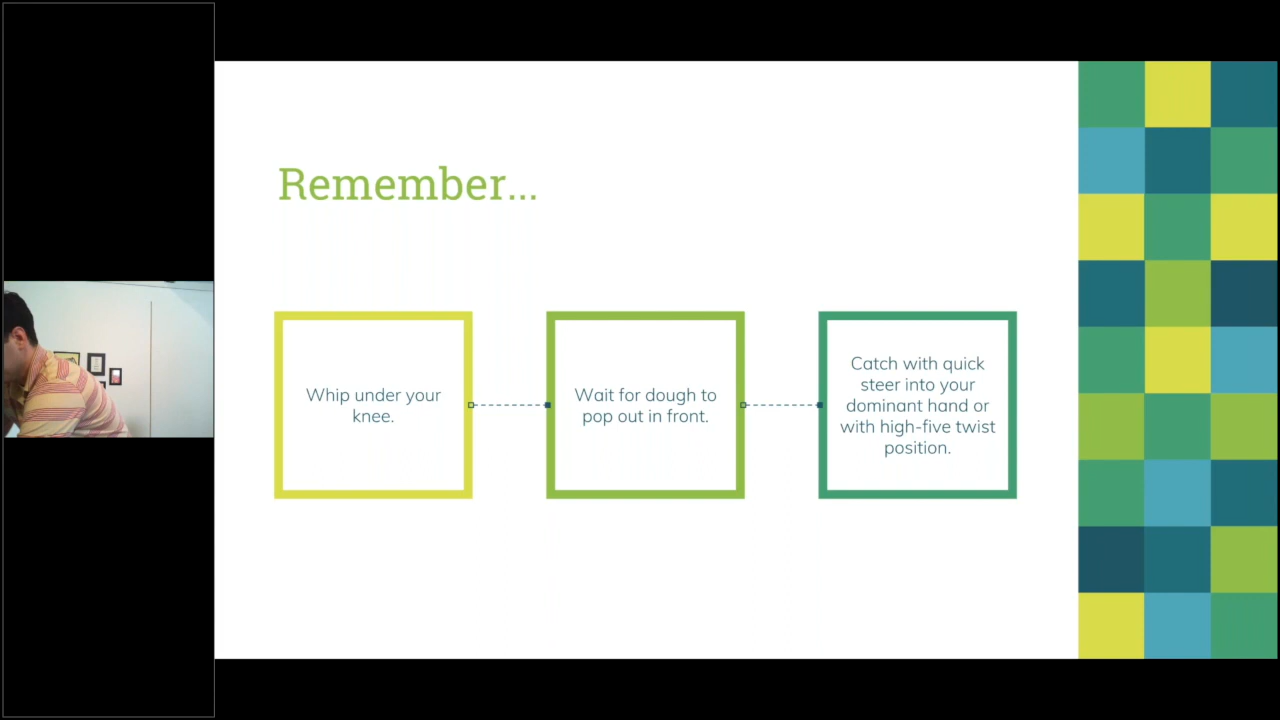 Remember...
Whip under your
knee.
Wait for dough to
pop out in front.
Catch with quick
steer into your
dominant hand or
with high-five twist
position.